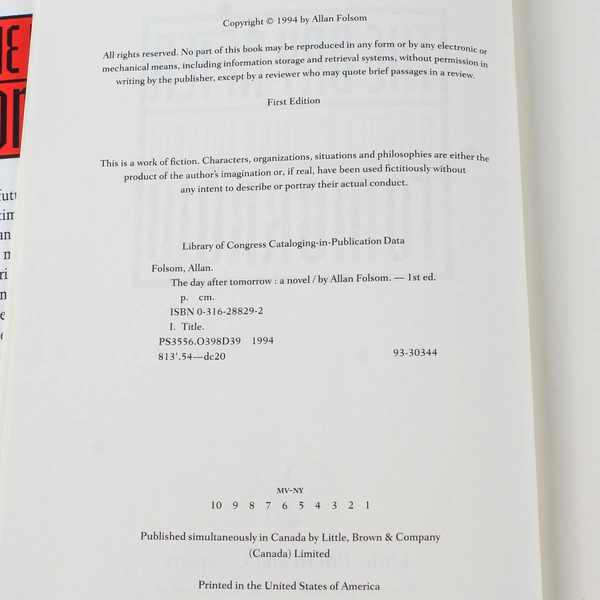 Copyright © 1994 by Allan Folsom
All rights reserved. No part of this book may be reproduced in any form or by any electronic or
mechanical means, including information storage and retrieval systems, without permission in
writing by the publisher, except by a reviewer who may quote brief passages in a review.
First Edition
This is a work of fiction. Characters, organizations, situations and philosophies are either the
product of the author's imagination or, if real, have been used fictitiously without
any intent to describe or portray their actual conduct.
Library of Congress Cataloging-in-Publication Data
Folsom, Allan.
The day after tomorrow : a novel / by Allan Folsom. — 1st ed.
p. cm.
ISBN 0-316-28829-2
I. Title.
PS3556.O398D39 1994
813'.54—dc20 93-30344
MV-NY
10 9 8 7 6 5 4 3 2 1
Published simultaneously in Canada by Little, Brown & Company
(Canada) Limited
Printed in the United States of America